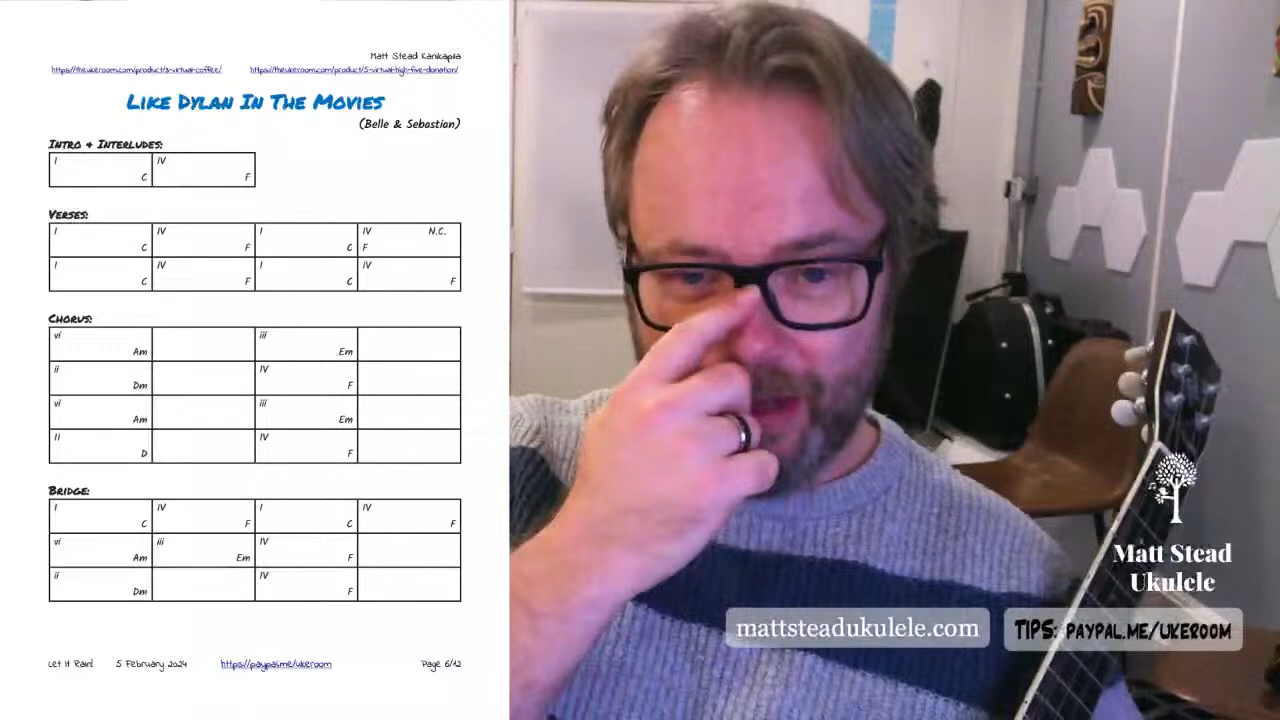 Matt Stead Kanikapila
https://theukeroom.com/product/3-virtual-coffee/ https://theukeroom.com/product/5-virtual-high-five-donation/
Like Dylan In The Movies
(Belle & Sebastian)
Intro & Interludes:
I IV
C F
Verses:
I IV I IV N.C.
C F C F
I IV I IV
C F C F
Chorus:
vi iii
Am Em
ii IV
Dm F
vi iii
Am Em
II IV
D F
Bridge:
I IV I IV
C F C F
vi iii IV
Am Em F
ii IV
Dm F
Let It Rain! 5 February 2024 https://paypal.me/ukeroom Page 6/12
Matt Stead
Ukulele
mattsteadukulele.com
TIPS: PAYPAL.ME/UKEROOM